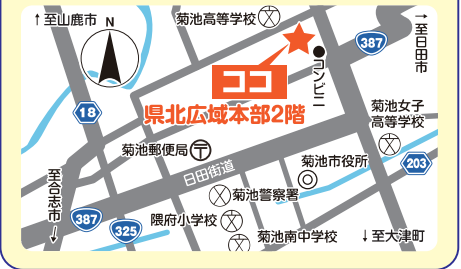 ↑至山鹿市
N
菊池高等学校
→至日田市
387
ココ
コンビニ
県北広域本部2階
18
菊池女子
高等学校
菊池郵便局
日田街道
菊池市役所
203
至合志市→
菊池警察署
387
325
隈府小学校
菊池南中学校
↓至大津町